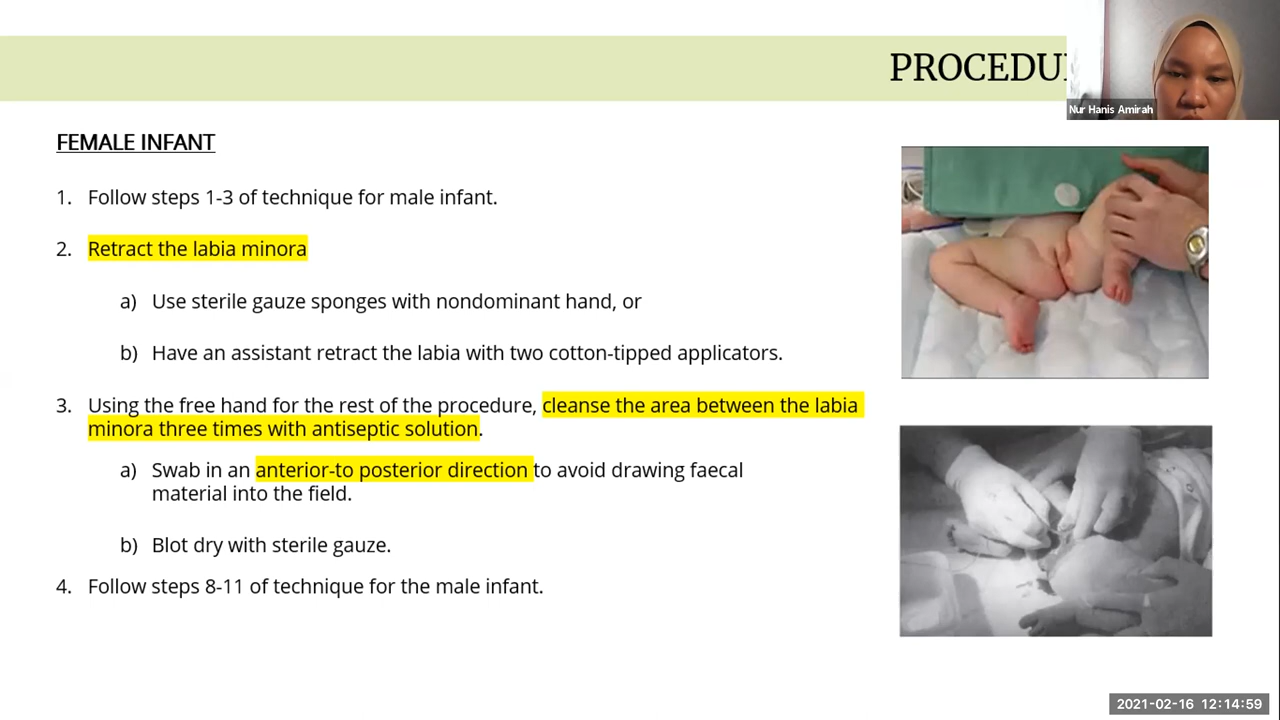 PROCEDU
Nur Hanis Amirah
FEMALE INFANT
1. Follow steps 1-3 of technique for male infant.
2. Retract the labia minora
a) Use sterile gauze sponges with nondominant hand, or
b) Have an assistant retract the labia with two cotton-tipped applicators.
3. Using the free hand for the rest of the procedure, cleanse the area between the labia
minora three times with antiseptic solution.
a) Swab in an anterior-to posterior direction to avoid drawing faecal
material into the field.
b) Blot dry with sterile gauze.
4. Follow steps 8-11 of technique for the male infant.
2021-02-16 12:14:59